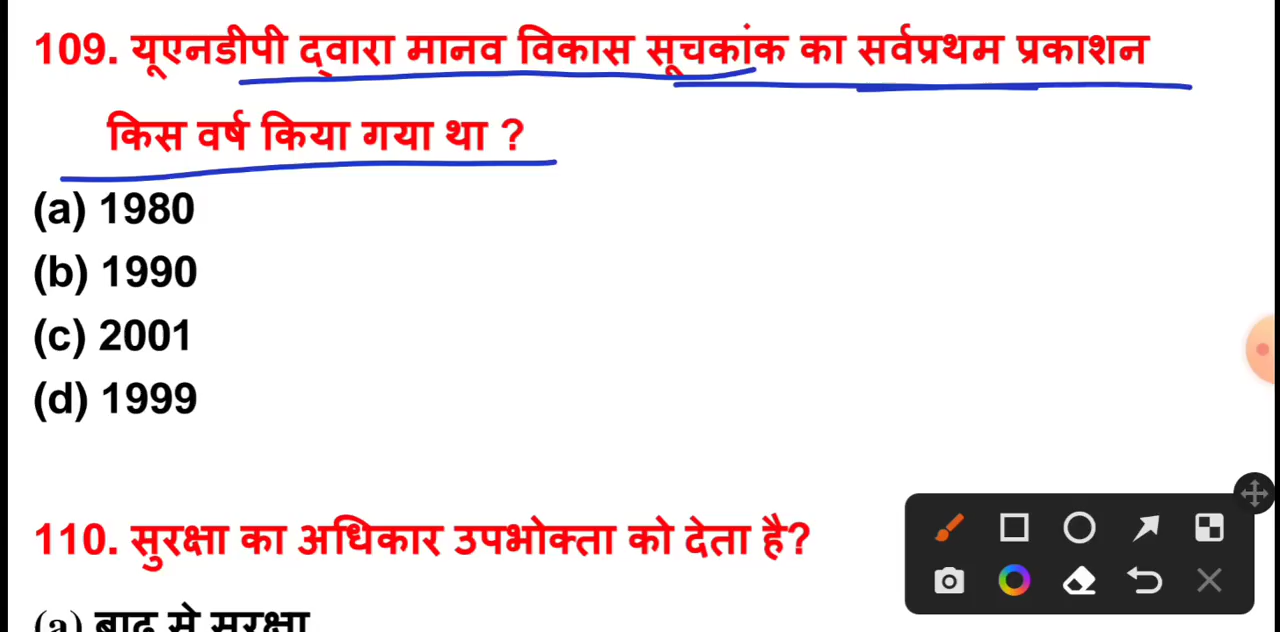 109. यूएनडीपी द्वारा मानव विकास सूचकांक का सर्वप्रथम प्रकाशन
किस वर्ष किया गया था ?
(a) 1980
(b) 1990
(c) 2001
(d) 1999
110. सुरक्षा का अधिकार उपभोक्ता को देता है?
(a) बाढ़ से सुरक्षा